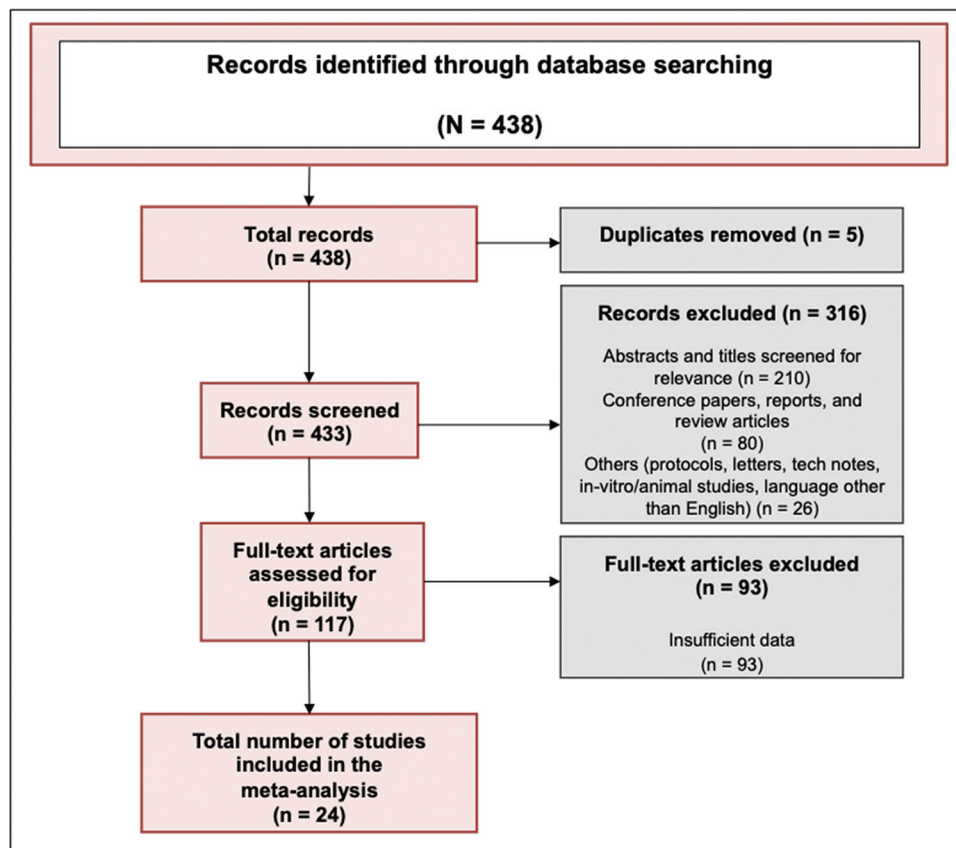 Records identified through database searching
(N = 438)
Total records
(n = 438)
Duplicates removed (n = 5)
Records excluded (n = 316)
Abstracts and titles screened for
relevance (n = 210)
Conference papers, reports, and
review articles
(n = 80)
Others (protocols, letters, tech notes,
in-vitro/animal studies, language other
than English) (n = 26)
Records screened
(n = 433)
Full-text articles
assessed for
eligibility
(n = 117)
Full-text articles excluded
(n = 93)
Insufficient data
(n = 93)
Total number of studies
included in the
meta-analysis
(n = 24)